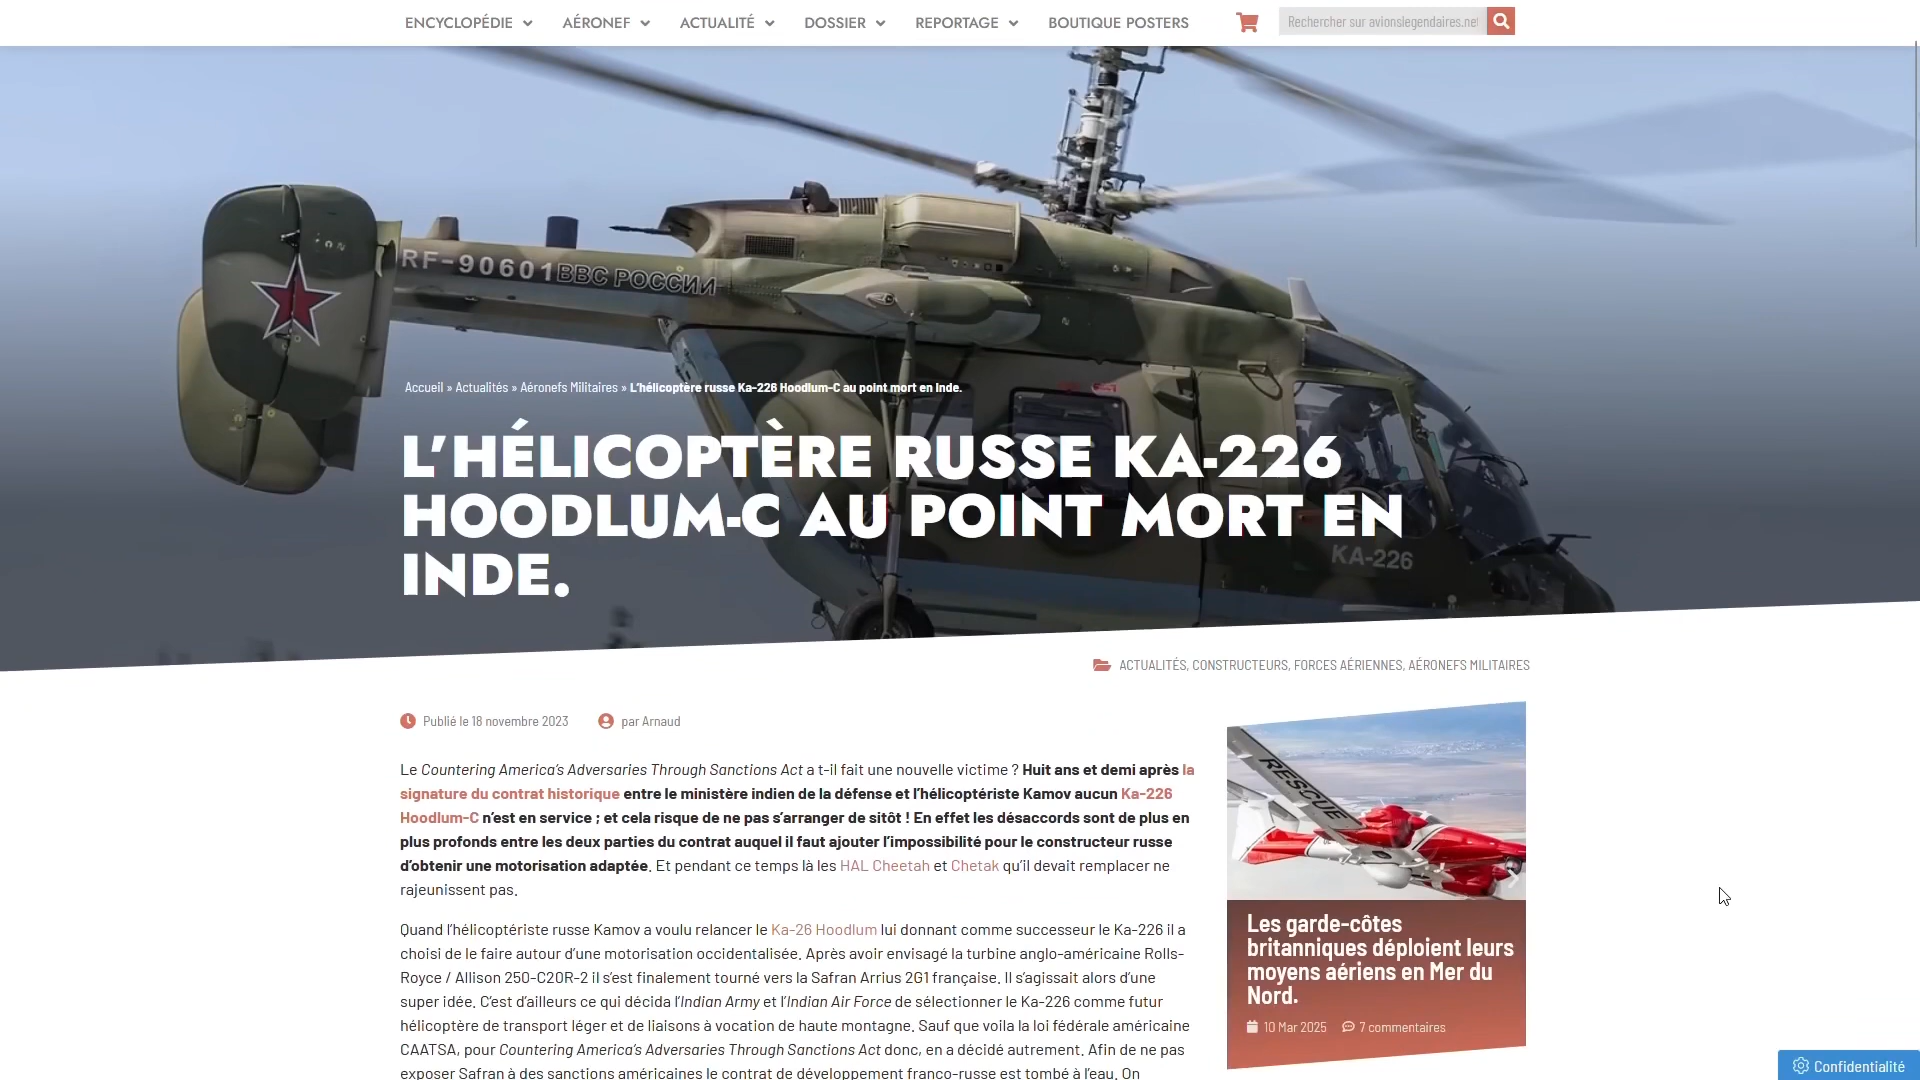 ENCYCLOPÉDIE AÉRONEF ACTUALITÉ DOSSIER REPORTAGE BOUTIQUE POSTERS
Rechercher sur avionslegendaires.net
RF-90601 ВВС РОССИИ
Accueil » Actualités » Aéronefs Militaires » L'hélicoptère russe Ka-226 Hoodlum-C au point mort en Inde.
L'HÉLICOPTÈRE RUSSE KA-226
HOODLUM-C AU POINT MORT EN
INDE.
KA-226
ACTUALITÉS, CONSTRUCTEURS, FORCES AÉRIENNES, AÉRONEFS MILITAIRES
Publié le 18 novembre 2023 par Arnaud
Le Countering America's Adversaries Through Sanctions Act a t-il fait une nouvelle victime ? Huit ans et demi après la
signature du contrat historique entre le ministère indien de la défense et l'hélicoptériste Kamov aucun Ka-226
Hoodlum-C n'est en service ; et cela risque de ne pas s'arranger de sitôt ! En effet les désaccords sont de plus en
plus profonds entre les deux parties du contrat auquel il faut ajouter l'impossibilité pour le constructeur russe
d'obtenir une motorisation adaptée. Et pendant ce temps là les HAL Cheetah et Chetak qu'il devait remplacer ne
rajeunissent pas.
Quand l'hélicoptériste russe Kamov a voulu relancer le Ka-26 Hoodlum lui donnant comme successeur le Ka-226 il a
choisi de le faire autour d'une motorisation occidentalisée. Après avoir envisagé la turbine anglo-américaine Rolls-
Royce / Allison 250-C20R-2 il s'est finalement tourné vers la Safran Arrius 2G1 française. Il s'agissait alors d'une
super idée. C'est d'ailleurs ce qui décida l'Indian Army et l'Indian Air Force de sélectionner le Ka-226 comme futur
hélicoptère de transport léger et de liaisons à vocation de haute montagne. Sauf que voila la loi fédérale américaine
CAATSA, pour Countering America's Adversaries Through Sanctions Act donc, en a décidé autrement. Afin de ne pas
exposer Safran à des sanctions américaines le contrat de développement franco-russe est tombé à l'eau. On
RESCUE
Les garde-côtes
britanniques déploient leurs
moyens aériens en Mer du
Nord.
10 Mar 2025 7 commentaires
Confidentialité